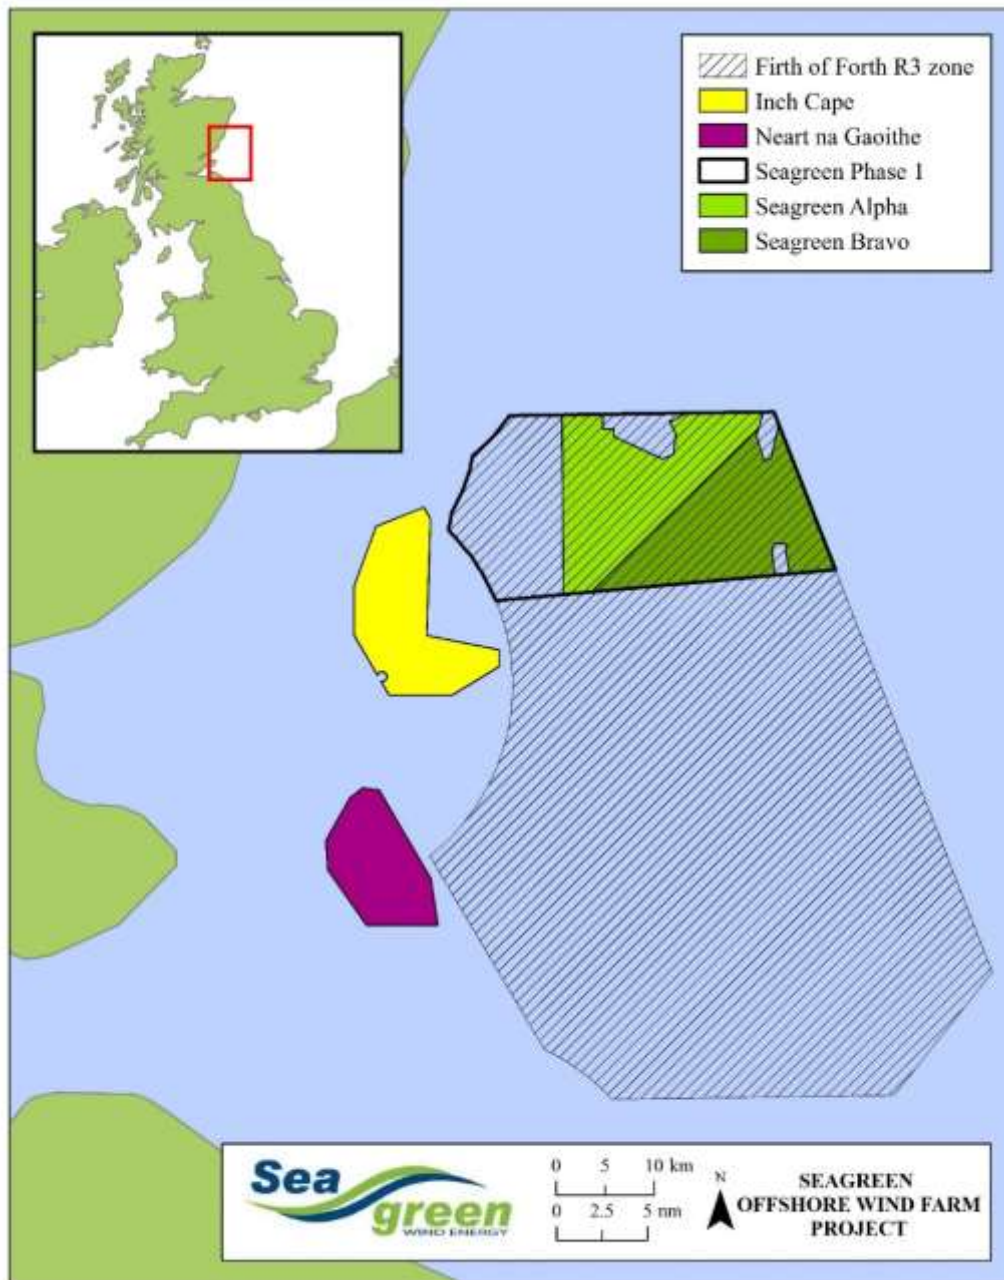 Firth of Forth R3 zone
Inch Cape
Neart na Gaoithe
Seagreen Phase 1
Seagreen Alpha
Seagreen Bravo
Sea
green
WIND ENERGY
0 5 10 km
0 2.5 5 nm
N
SEAGREEN
OFFSHORE WIND FARM
PROJECT